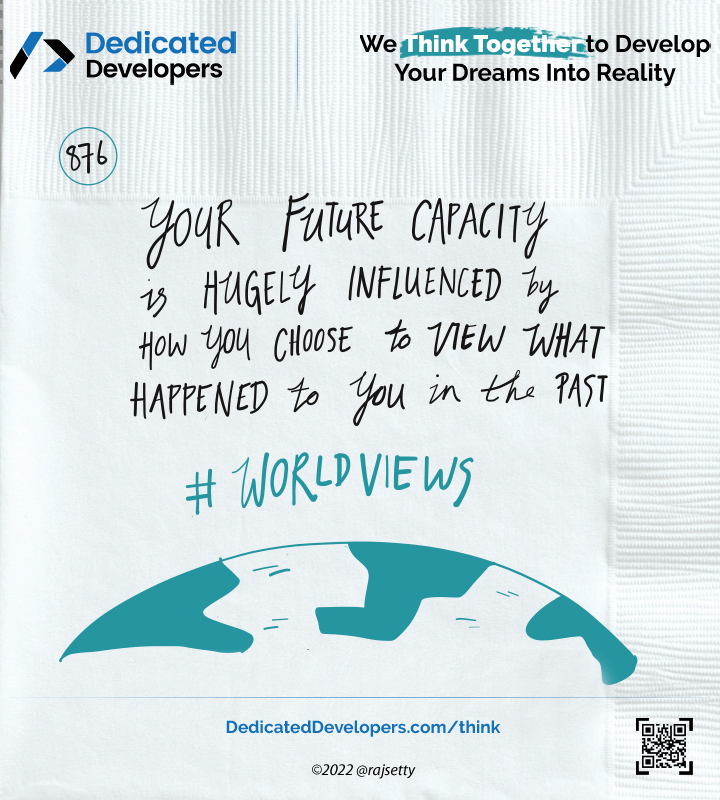 Dedicated
Developers
We Think Together to Develop
Your Dreams Into Reality
876
YOUR FUTURE CAPACITY
is HUGELY INFLUENCED by
HOW YOU CHOOSE to VIEW WHAT
HAPPENED to YOU in the PAST
# WORLDVIEWS
DedicatedDevelopers.com/think
©2022 @rajsetty